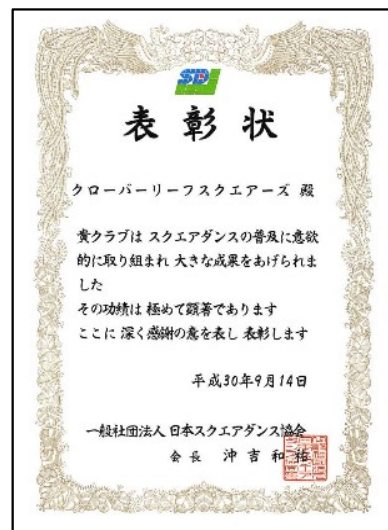 表彰状
クローバーリーフスクエアーズ 殿
貴クラブは スクエアダンスの普及に意欲
的に取り組まれ 大きな成果をあげられま
した
その功績は 極めて顕著であります
ここに 深く感謝の意を表し 表彰します
平成30年9月14日
一般社団法人 日本スクエアダンス協会
会長 沖吉和祐